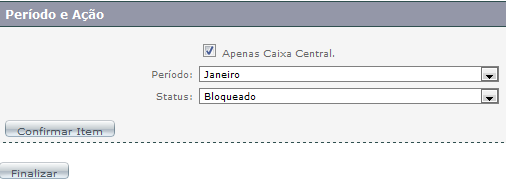 Período e Ação
Apenas Caixa Central.
Período: Janeiro
Status: Bloqueado
Confirmar Item
Finalizar